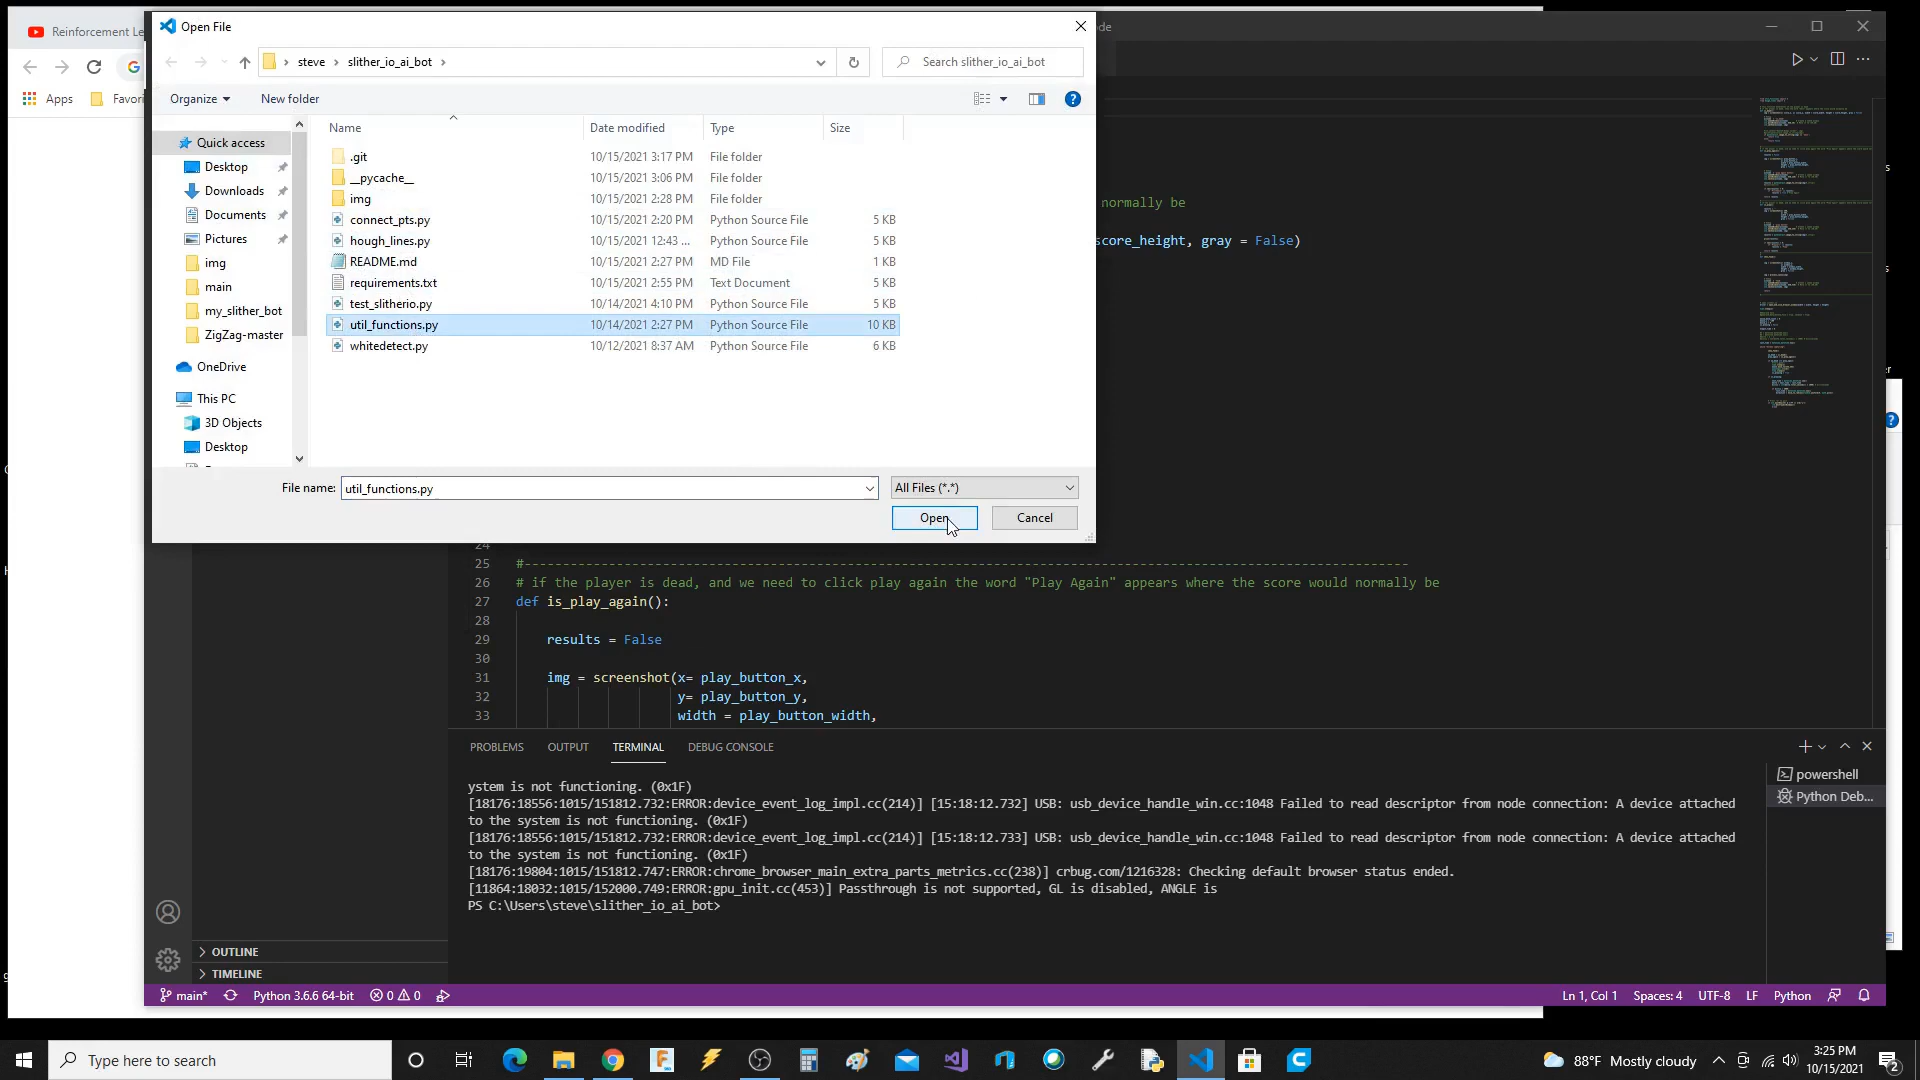 Open File
ode
Reinforcement Le
steve
slither_io_ai_bot
Search slither_io_ai_bot
Apps
Favori
Organize
New folder
Name
Date modified
Type
Size
Quick access
Desktop
Downloads
Documents
Pictures
img
main
my_slither_bot
ZigZag-master
OneDrive
This PC
3D Objects
Desktop
.git 10/15/2021 3:17 PM File folder
__pycache__ 10/15/2021 3:06 PM File folder
img 10/15/2021 2:28 PM File folder
connect_pts.py 10/15/2021 2:20 PM Python Source File 5 KB
hough_lines.py 10/15/2021 12:43 ... Python Source File 5 KB
README.md 10/15/2021 2:27 PM MD File 1 KB
requirements.txt 10/15/2021 2:55 PM Text Document 5 KB
test_slitherio.py 10/14/2021 4:10 PM Python Source File 5 KB
util_functions.py 10/14/2021 2:27 PM Python Source File 10 KB
whitedetect.py 10/12/2021 8:37 AM Python Source File 6 KB
File name: util_functions.py
All Files (*.*)
Open
Cancel
normally be
score_height, gray = False)
24
25 #-------------------------------------------------------------------------------------------------------------------
26 # if the player is dead, and we need to click play again the word "Play Again" appears where the score would normally be
27 def is_play_again():
28
29 results = False
30
31 img = screenshot(x= play_button_x,
32 y= play_button_y,
33 width = play_button_width,
PROBLEMS
OUTPUT
TERMINAL
DEBUG CONSOLE
powershell
Python Deb...
ystem is not functioning. (0x1F)
[18176:18556:1015/151812.732:ERROR:device_event_log_impl.cc(214)] [15:18:12.732] USB: usb_device_handle_win.cc:1048 Failed to read descriptor from node connection: A device attached
to the system is not functioning. (0x1F)
[18176:18556:1015/151812.732:ERROR:device_event_log_impl.cc(214)] [15:18:12.733] USB: usb_device_handle_win.cc:1048 Failed to read descriptor from node connection: A device attached
to the system is not functioning. (0x1F)
[18176:19804:1015/151812.747:ERROR:chrome_browser_main_extra_parts_metrics.cc(238)] crbug.com/1216328: Checking default browser status ended.
[11864:18032:1015/152000.749:ERROR:gpu_init.cc(453)] Passthrough is not supported, GL is disabled, ANGLE is
PS C:\Users\steve\slither_io_ai_bot>
OUTLINE
TIMELINE
main*
Python 3.6.6 64-bit
0
0
Ln 1, Col 1
Spaces: 4
UTF-8
LF
Python
Type here to search
88°F Mostly cloudy
3:25 PM
10/15/2021
2